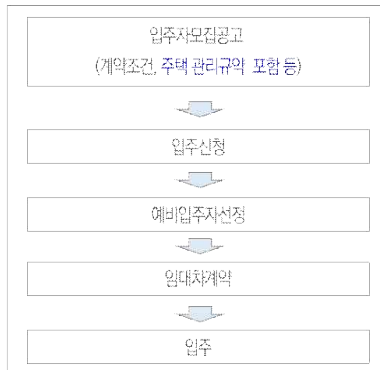 입주자모집공고
(계약조건, 주택 관리규약 포함 등)
입주신청
예비입주자선정
임대차계약
입주